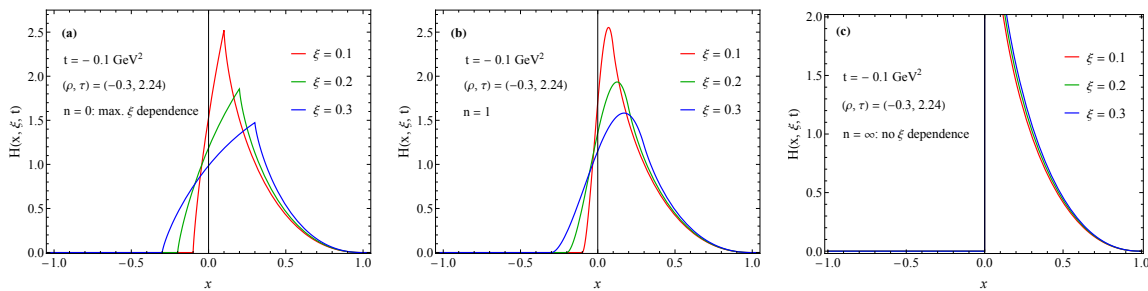 (a)
t = − 0.1 GeV²
(ρ, τ) = (−0.3, 2.24)
n = 0: max. ξ dependence
ξ = 0.1
ξ = 0.2
ξ = 0.3
H(x, ξ, t)
2.5
2.0
1.5
1.0
0.5
0.0
−1.0 −0.5 0.0 0.5 1.0
x
(b)
t = − 0.1 GeV²
(ρ, τ) = (−0.3, 2.24)
n = 1
ξ = 0.1
ξ = 0.2
ξ = 0.3
H(x, ξ, t)
2.5
2.0
1.5
1.0
0.5
0.0
−1.0 −0.5 0.0 0.5 1.0
x
(c)
t = − 0.1 GeV²
(ρ, τ) = (−0.3, 2.24)
n = ∞: no ξ dependence
ξ = 0.1
ξ = 0.2
ξ = 0.3
H(x, ξ, t)
2.0
1.5
1.0
0.5
0.0
−1.0 −0.5 0.0 0.5 1.0
x